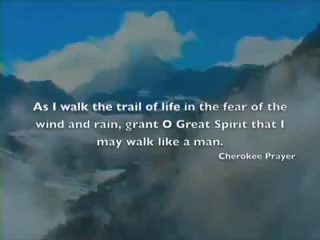 As I walk the trail of life in the fear of the
wind and rain, grant O Great Spirit that I
may walk like a man.
Cherokee Prayer